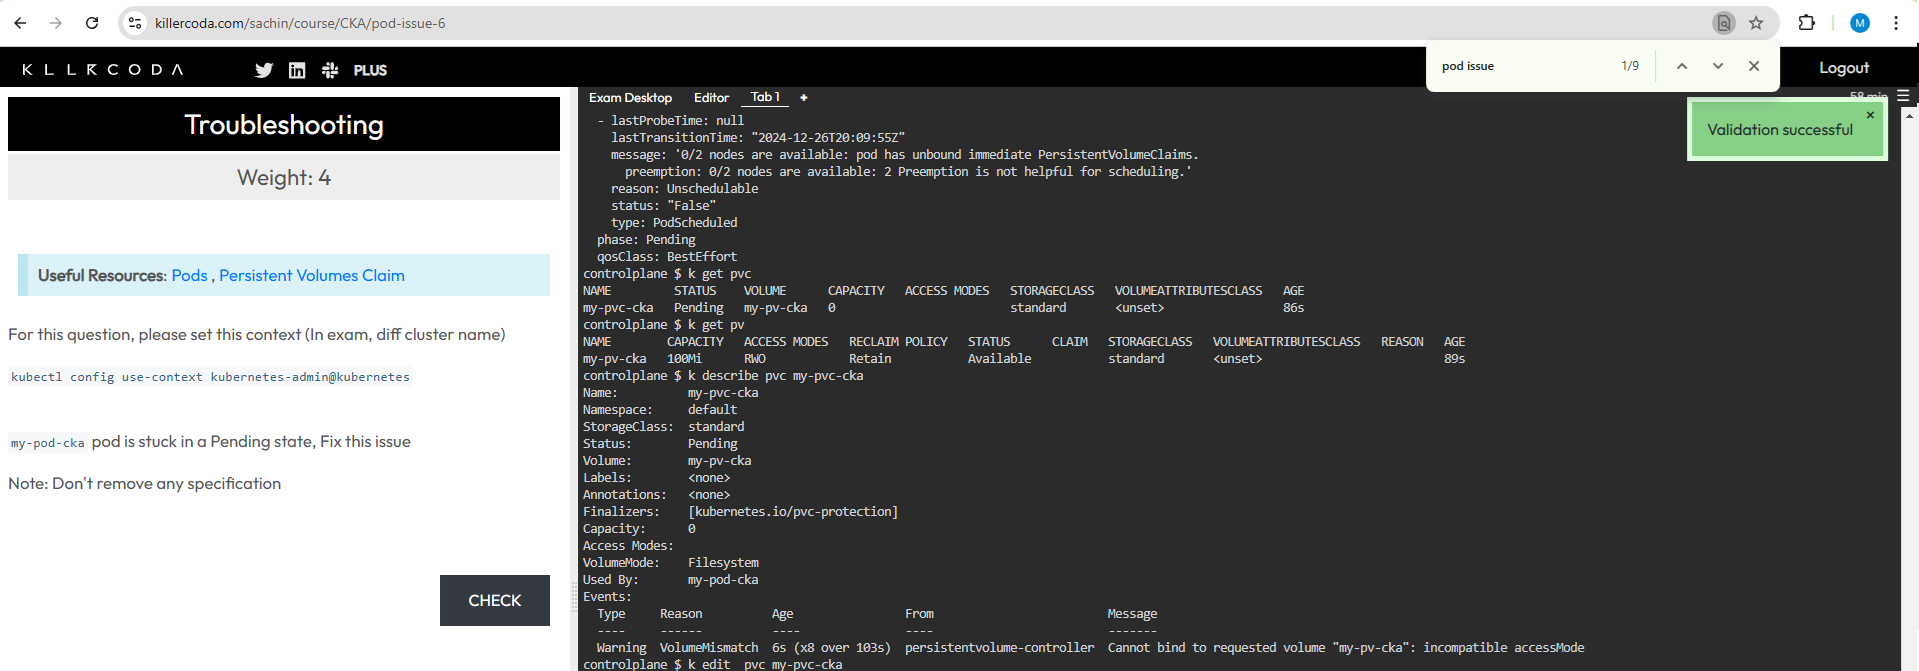 killercoda.com/sachin/course/CKA/pod-issue-6
M
KLLRCODA
PLUS
pod issue
1/9
Logout
Troubleshooting
Weight: 4
Useful Resources: Pods , Persistent Volumes Claim
For this question, please set this context (In exam, diff cluster name)
kubectl config use-context kubernetes-admin@kubernetes
my-pod-cka pod is stuck in a Pending state, Fix this issue
Note: Don't remove any specification
CHECK
Exam Desktop Editor Tab 1 +
58 min
Validation successful
×
- lastProbeTime: null
lastTransitionTime: "2024-12-26T20:09:55Z"
message: '0/2 nodes are available: pod has unbound immediate PersistentVolumeClaims.
preemption: 0/2 nodes are available: 2 Preemption is not helpful for scheduling.'
reason: Unschedulable
status: "False"
type: PodScheduled
phase: Pending
qosClass: BestEffort
controlplane $ k get pvc
NAME STATUS VOLUME CAPACITY ACCESS MODES STORAGECLASS VOLUMEATTRIBUTESCLASS AGE
my-pvc-cka Pending my-pv-cka 0 standard <unset> 86s
controlplane $ k get pv
NAME CAPACITY ACCESS MODES RECLAIM POLICY STATUS CLAIM STORAGECLASS VOLUMEATTRIBUTESCLASS REASON AGE
my-pv-cka 100Mi RWO Retain Available standard <unset> 89s
controlplane $ k describe pvc my-pvc-cka
Name: my-pvc-cka
Namespace: default
StorageClass: standard
Status: Pending
Volume: my-pv-cka
Labels: <none>
Annotations: <none>
Finalizers: [kubernetes.io/pvc-protection]
Capacity: 0
Access Modes:
VolumeMode: Filesystem
Used By: my-pod-cka
Events:
Type Reason Age From Message
---- ------ ---- ---- -------
Warning VolumeMismatch 6s (x8 over 103s) persistentvolume-controller Cannot bind to requested volume "my-pv-cka": incompatible accessMode
controlplane $ k edit  pvc my-pvc-cka